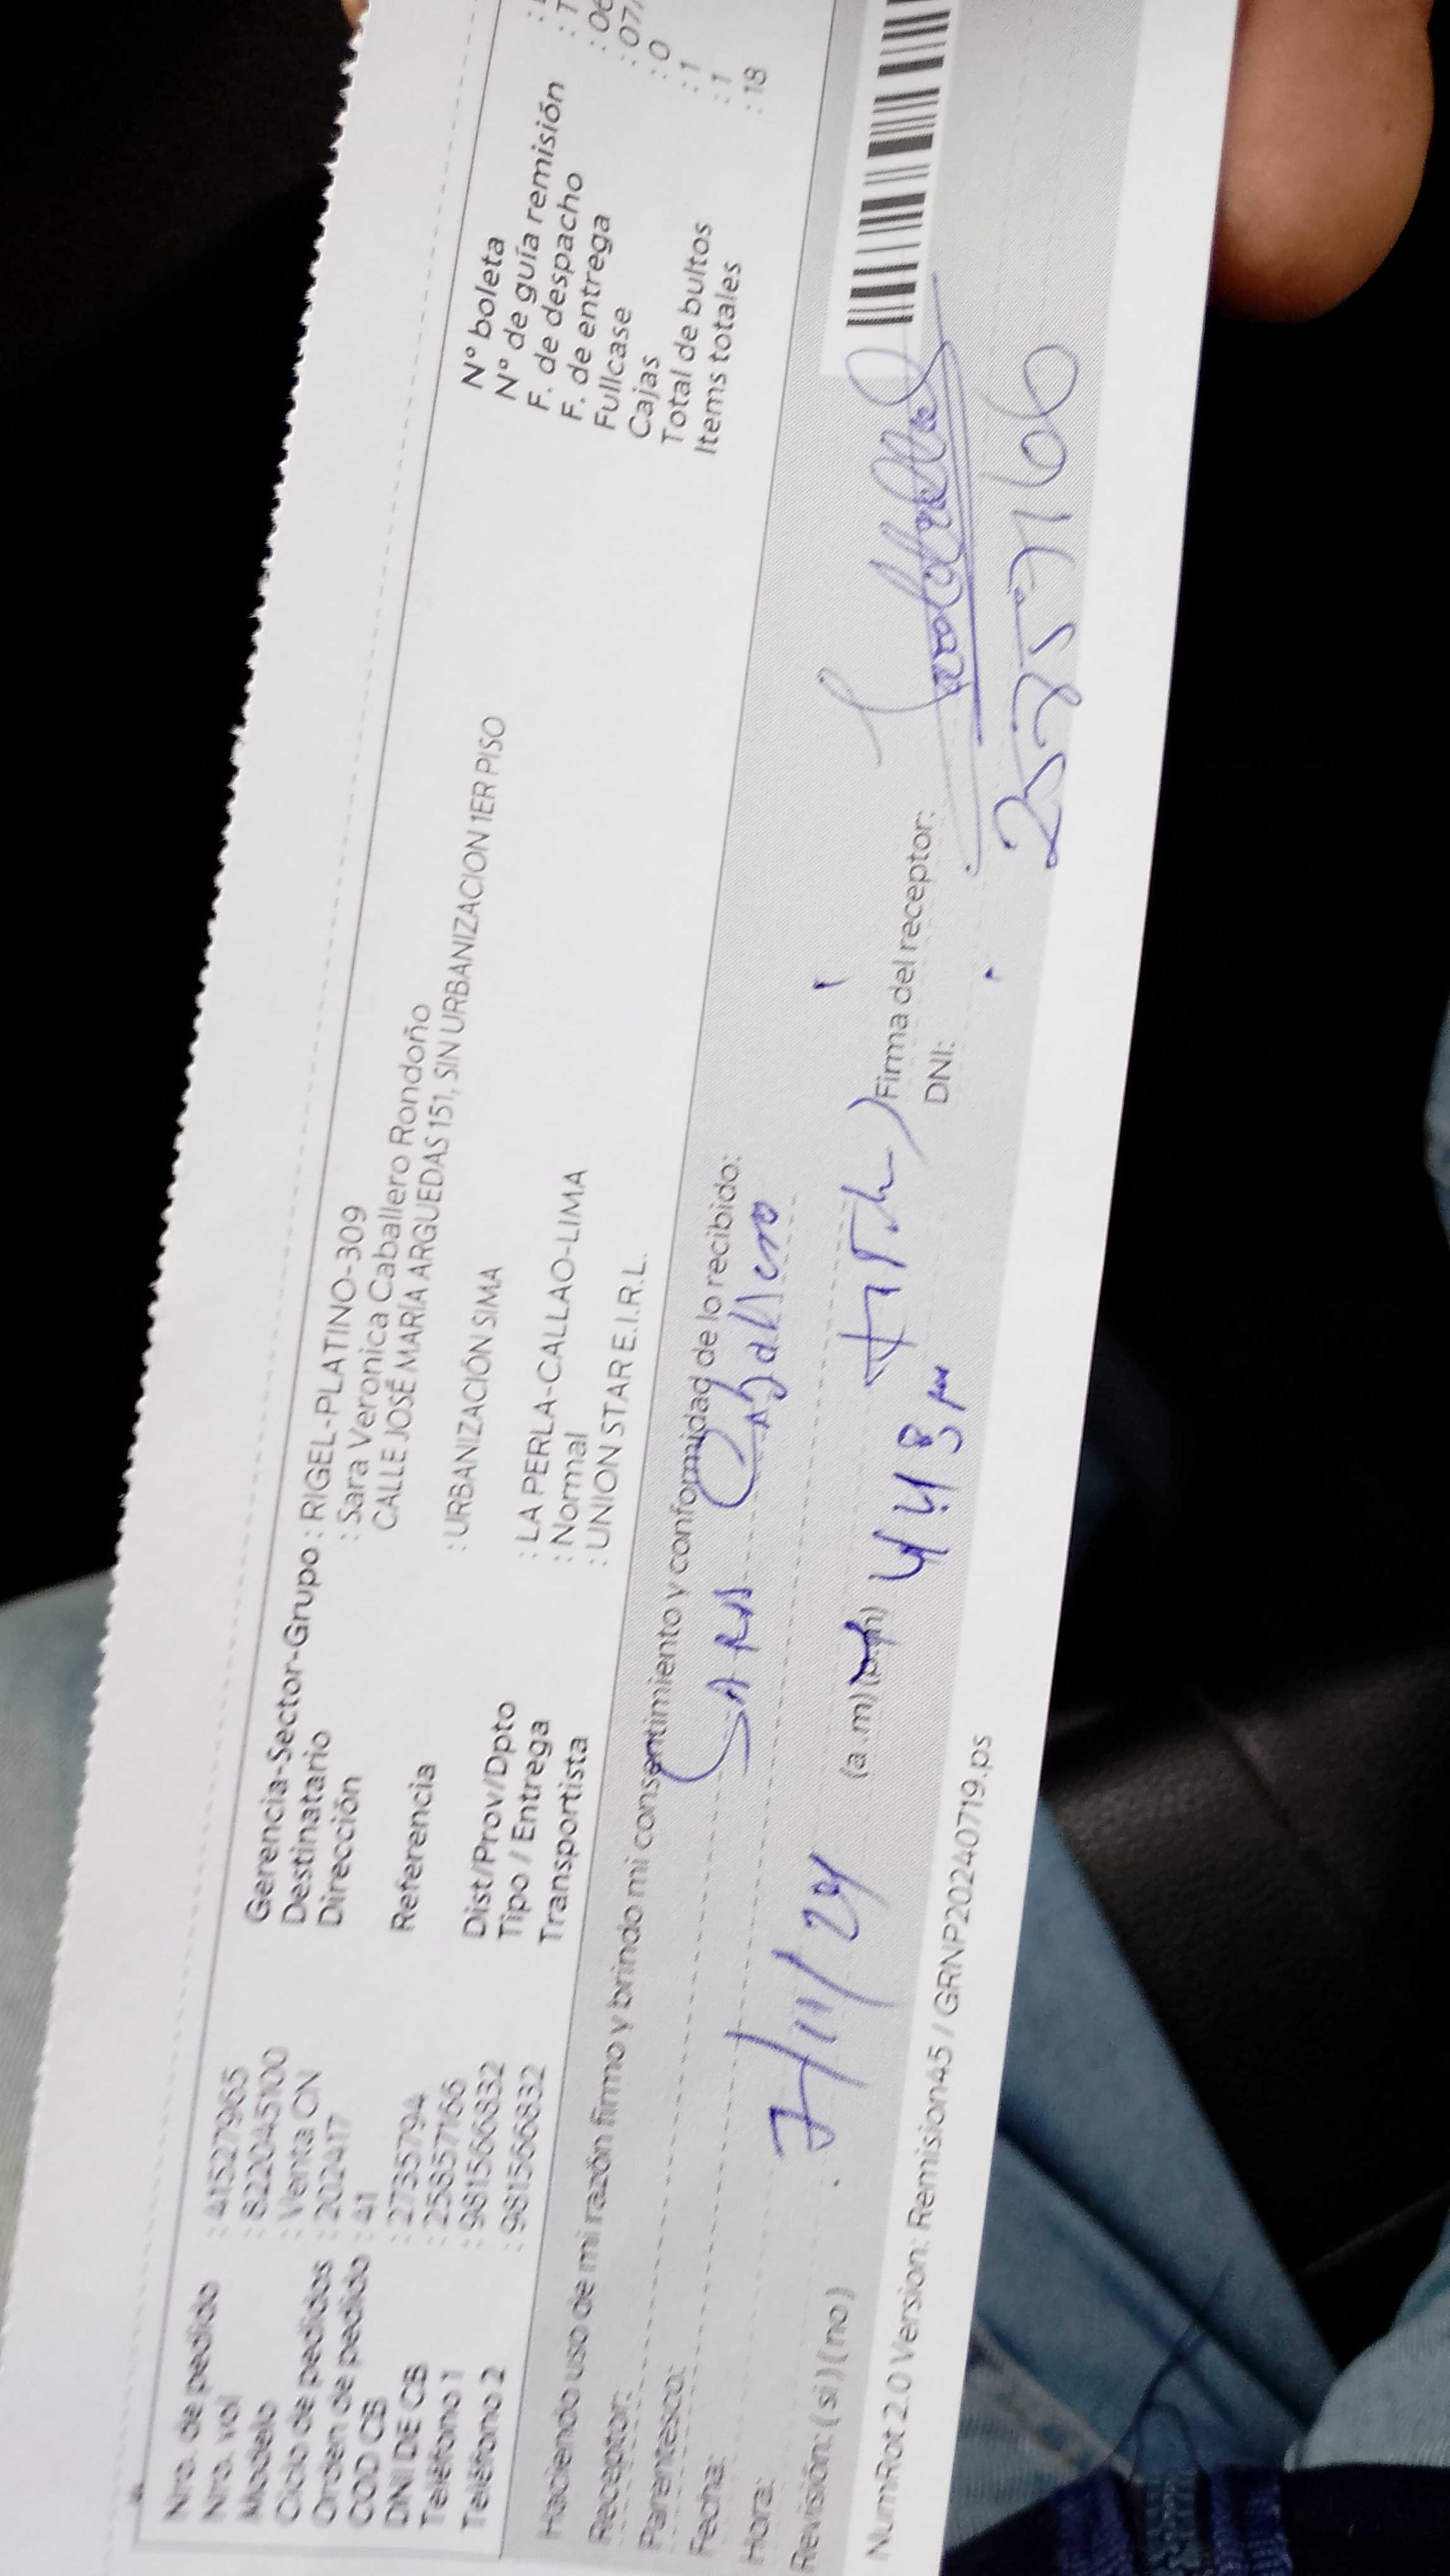 Nro. de pedido : 41527965
Nro. vol : 8220045100
Modelo : Venta CN
Ciclo de pedidos : 202417
Orden de pedido : 41
COD CB : 2735794
DNI DE CB : 25857166
Teléfono 1 : 981566832
Teléfono 2 : 981566832
Gerencia-Sector-Grupo : RIGEL-PLATINO-309
Destinatario : Sara Veronica Caballero Rondoño
Dirección CALLE JOSÉ MARÍA ARGUEDAS 151, SIN URBANIZACION 1ER PISO
Referencia : URBANIZACIÓN SIMA
Dist/Prov/Dpto : LA PERLA-CALLAO-LIMA
Tipo / Entrega : Normal
Transportista : UNION STAR E.I.R.L.
N° boleta
N° de guía remisión
F. de despacho : 06
F. de entrega : 07/
Fullcase : 0
Cajas : 1
Total de bultos : 1
Items totales : 18
Haciendo uso de mi razón firmo y brindo mi consentimiento y conformidad de lo recibido:
Receptor: SARA Caballero
Parentesco:
Fecha: 7/11/24
Hora: (a.m)(p.m) 4 48 pm
Firma del receptor:
Revisión: (si) (no)
DNI: 25857166
NumRot 2.0 Version: Remision45 / GRNP20240719.ps